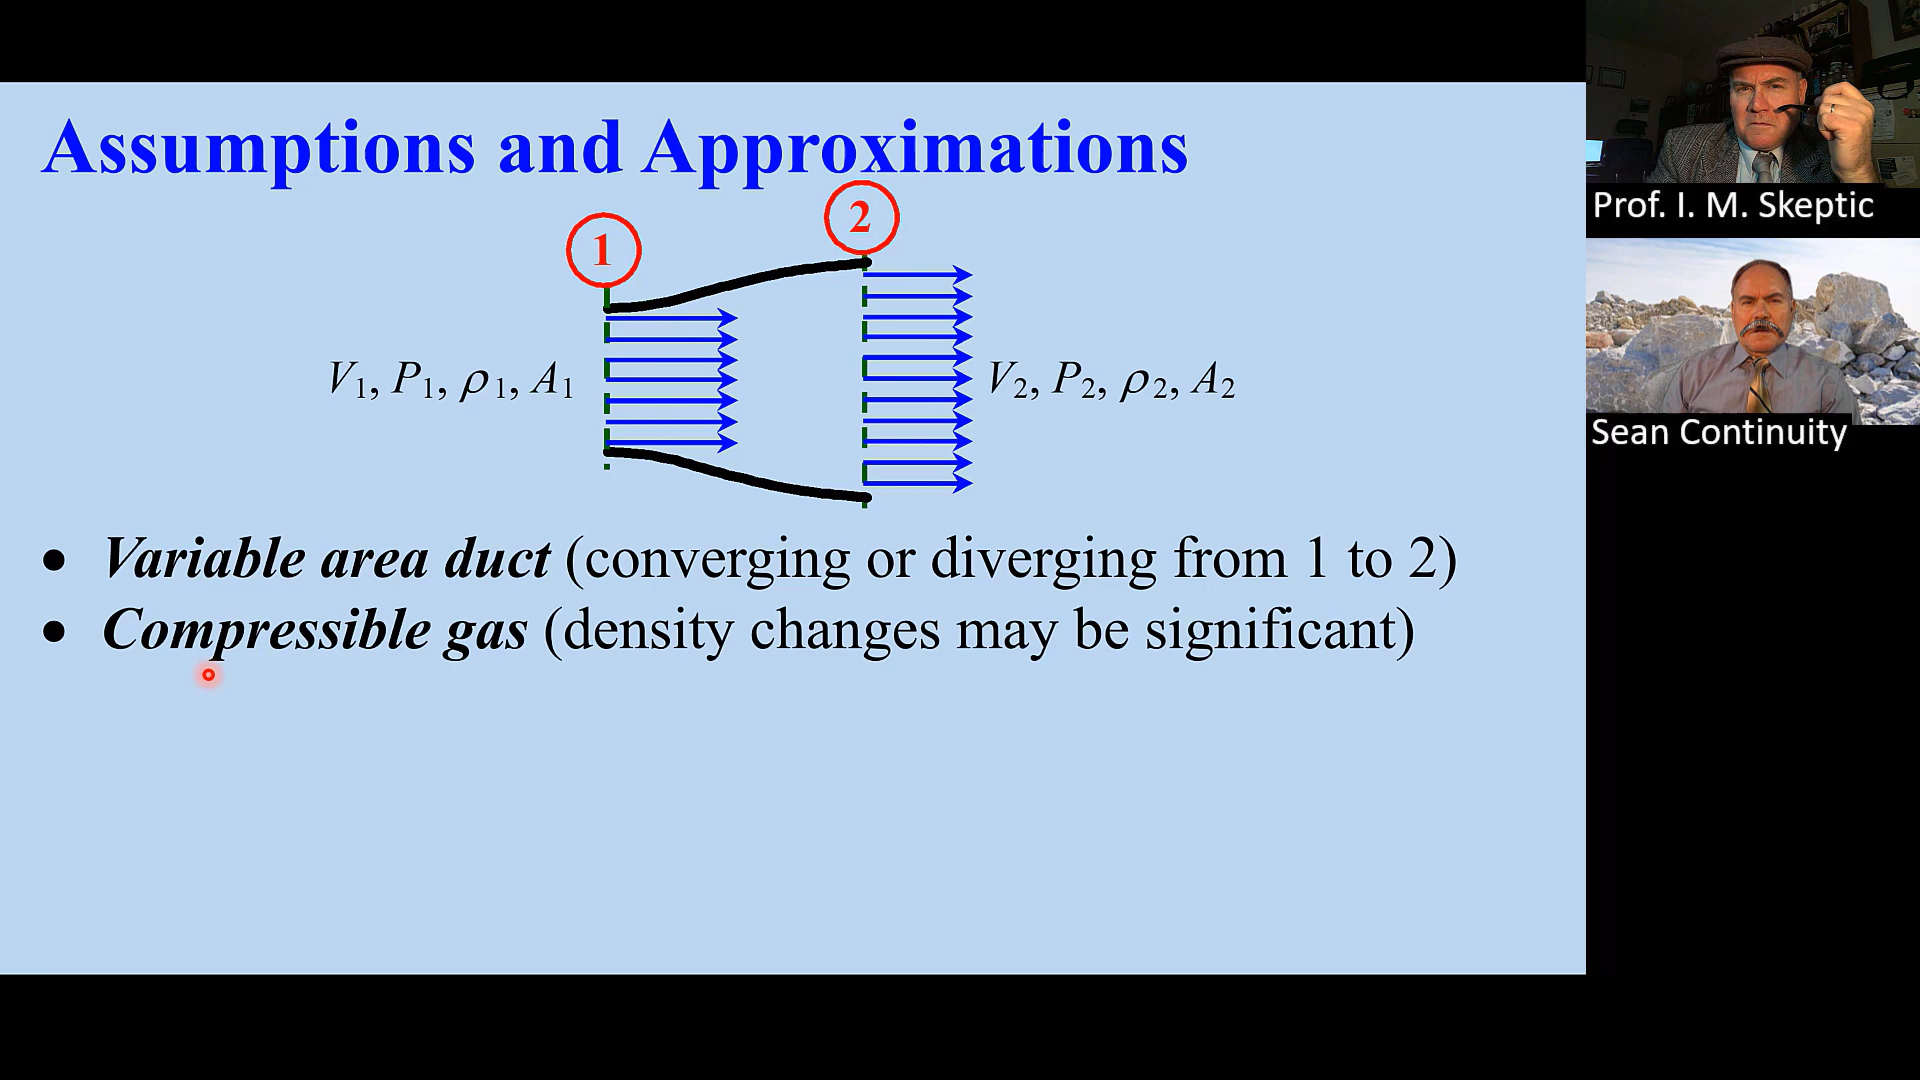 Assumptions and Approximations
1
2
V₁, P₁, ρ₁, A₁
V₂, P₂, ρ₂, A₂
• Variable area duct (converging or diverging from 1 to 2)
• Compressible gas (density changes may be significant)
Prof. I. M. Skeptic
Sean Continuity